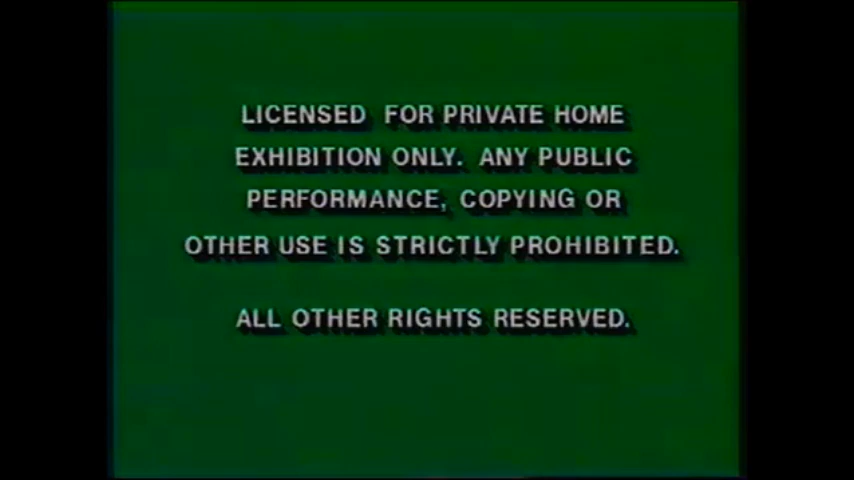 LICENSED FOR PRIVATE HOME
EXHIBITION ONLY. ANY PUBLIC
PERFORMANCE, COPYING OR
OTHER USE IS STRICTLY PROHIBITED.
ALL OTHER RIGHTS RESERVED.